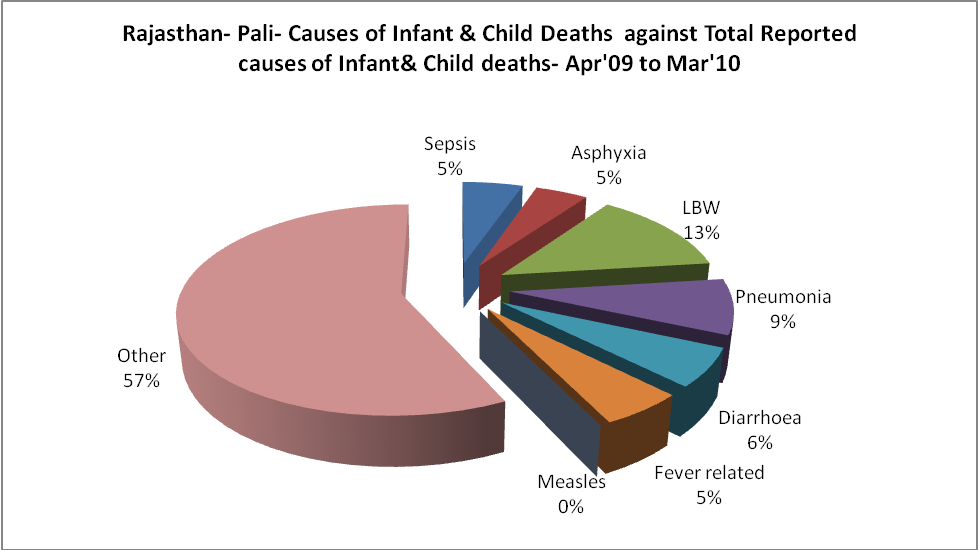 Rajasthan- Pali- Causes of Infant & Child Deaths  against Total Reported
causes of Infant& Child deaths- Apr'09 to Mar'10
Sepsis
5%
Asphyxia
5%
LBW
13%
Pneumonia
9%
Diarrhoea
6%
Fever related
5%
Measles
0%
Other
57%